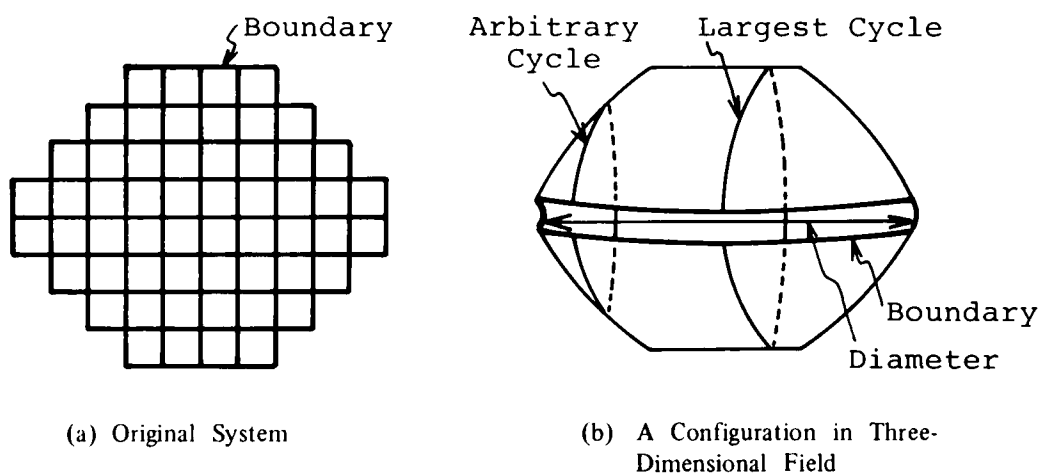 Boundary
Arbitrary
Cycle
Largest Cycle
Boundary
Diameter
(a) Original System
(b) A Configuration in Three-
Dimensional Field